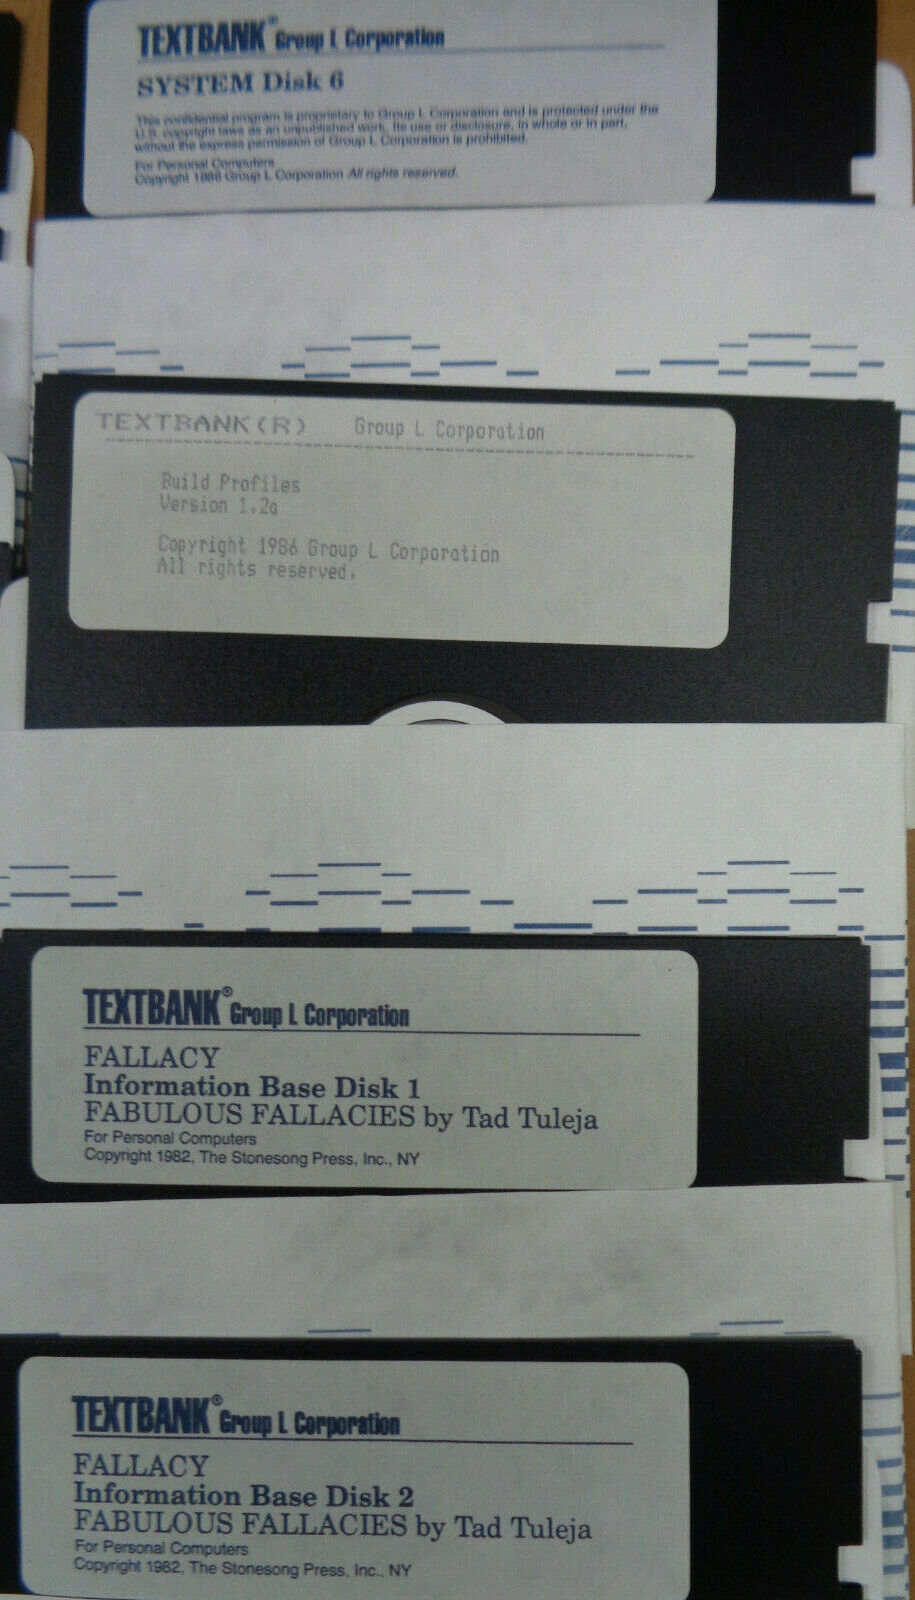 TEXTBANK® Group L Corporation
SYSTEM Disk 6
This confidential program is proprietary to Group L Corporation and is protected under the
U.S. copyright laws as an unpublished work. Its use or disclosure, in whole or in part,
without the express permission of Group L Corporation is prohibited.
For Personal Computers
Copyright 1986 Group L Corporation All rights reserved.
TEXTBANK(R) Group L Corporation
Build Profiles
Version 1.2a
Copyright 1986 Group L Corporation
All rights reserved.
TEXTBANK® Group L Corporation
FALLACY
Information Base Disk 1
FABULOUS FALLACIES by Tad Tuleja
For Personal Computers
Copyright 1982, The Stonesong Press, Inc., NY
TEXTBANK® Group L Corporation
FALLACY
Information Base Disk 2
FABULOUS FALLACIES by Tad Tuleja
For Personal Computers
Copyright 1982, The Stonesong Press, Inc., NY